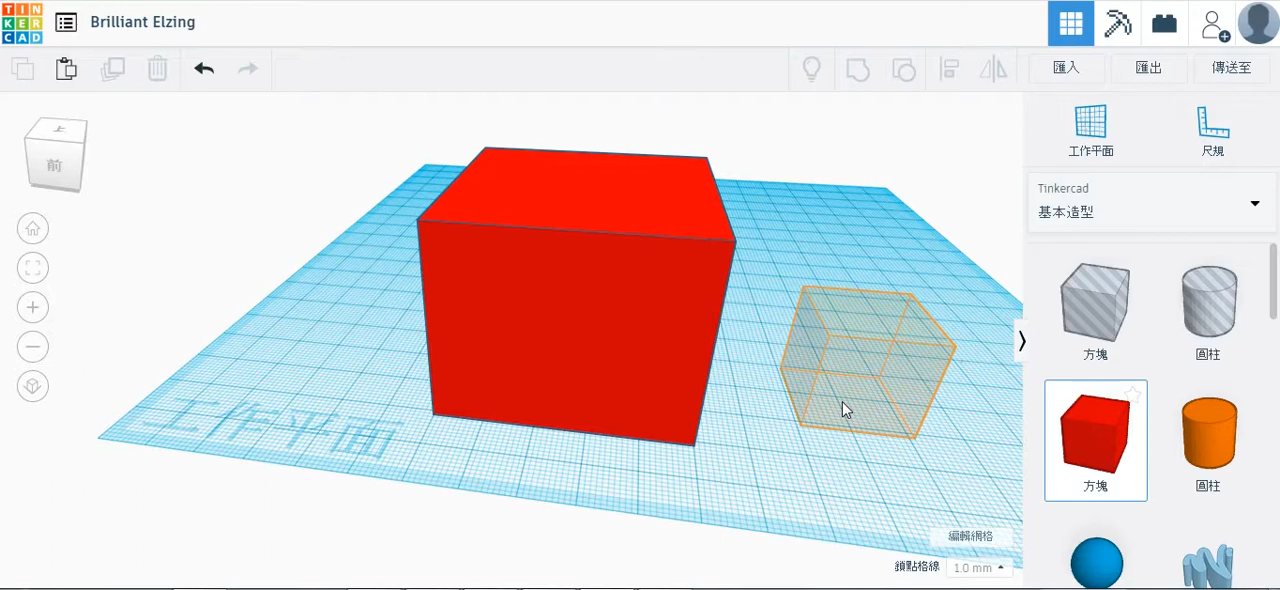 TIN
KER
CAD
Brilliant Elzing
匯入
匯出
傳送至
上
前
工作平面
尺規
Tinkercad
基本造型
方塊
圓柱
方塊
圓柱
工作平面
編輯網格
鎖點格線
1.0 mm